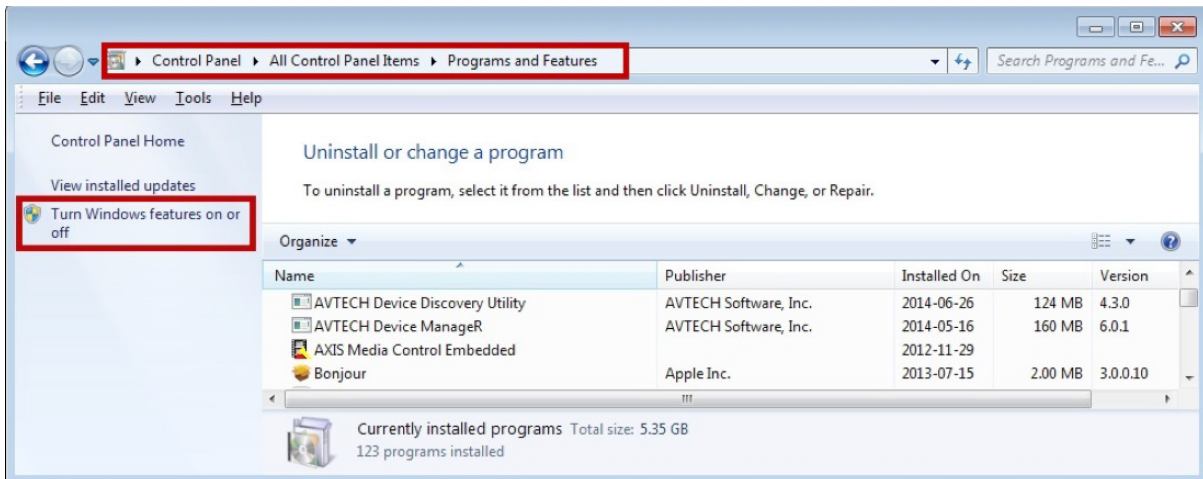 Control Panel All Control Panel Items Programs and Features
Search Programs and Fe...
File Edit View Tools Help
Control Panel Home
View installed updates
Turn Windows features on or
off
Uninstall or change a program
To uninstall a program, select it from the list and then click Uninstall, Change, or Repair.
Organize
Name Publisher Installed On Size Version
AVTECH Device Discovery Utility AVTECH Software, Inc. 2014-06-26 124 MB 4.3.0
AVTECH Device ManageR AVTECH Software, Inc. 2014-05-16 160 MB 6.0.1
AXIS Media Control Embedded 2012-11-29
Bonjour Apple Inc. 2013-07-15 2.00 MB 3.0.0.10
Currently installed programs Total size: 5.35 GB
123 programs installed